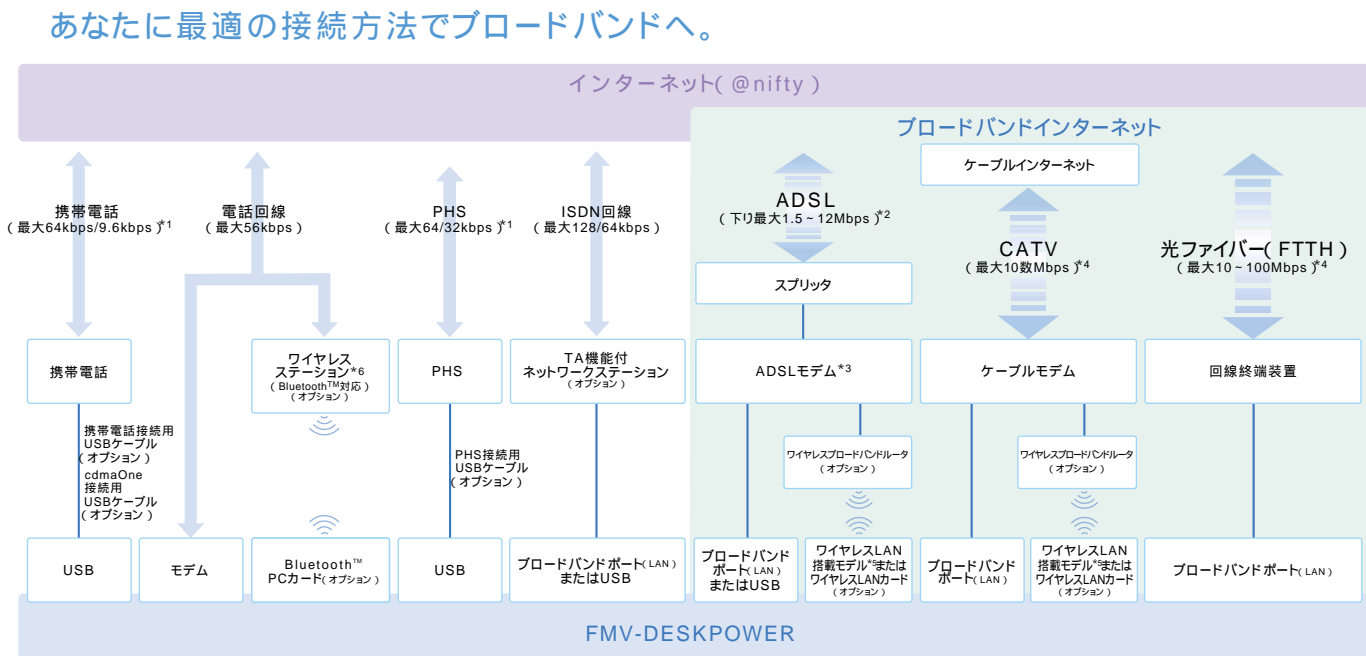 あなたに最適の接続方法でブロードバンドへ。
インターネット(@nifty)
ブロードバンドインターネット
携帯電話
(最大64kbps/9.6kbps)*1
電話回線
(最大56kbps)
PHS
(最大64/32kbps)*1
ISDN回線
(最大128/64kbps)
ADSL
(下り最大1.5~12Mbps)*2
スプリッタ
ケーブルインターネット
CATV
(最大10数Mbps)*4
光ファイバー(FTTH)
(最大10~100Mbps)*4
携帯電話
ワイヤレス
ステーション*6
(Bluetooth™対応)
(オプション)
PHS
TA機能付
ネットワークステーション
(オプション)
ADSLモデム*3
ケーブルモデム
回線終端装置
携帯電話接続用
USBケーブル
(オプション)
cdmaOne
接続用
USBケーブル
(オプション)
PHS接続用
USBケーブル
(オプション)
ワイヤレスブロードバンドルータ
(オプション)
ワイヤレスブロードバンドルータ
(オプション)
USB
モデム
Bluetooth™
PCカード(オプション)
USB
ブロードバンドポート(LAN)
またはUSB
ブロードバンド
ポート(LAN)
またはUSB
ワイヤレスLAN
搭載モデル*5または
ワイヤレスLANカード
(オプション)
ブロードバンド
ポート(LAN)
ワイヤレスLAN
搭載モデル*5または
ワイヤレスLANカード
(オプション)
ブロードバンドポート(LAN)
FMV-DESKPOWER